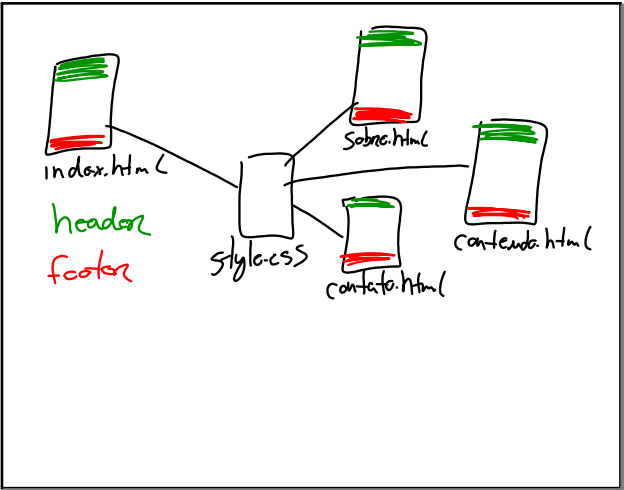 index.html
header
footer
style.css
sobre.html
contato.html
conteudo.html